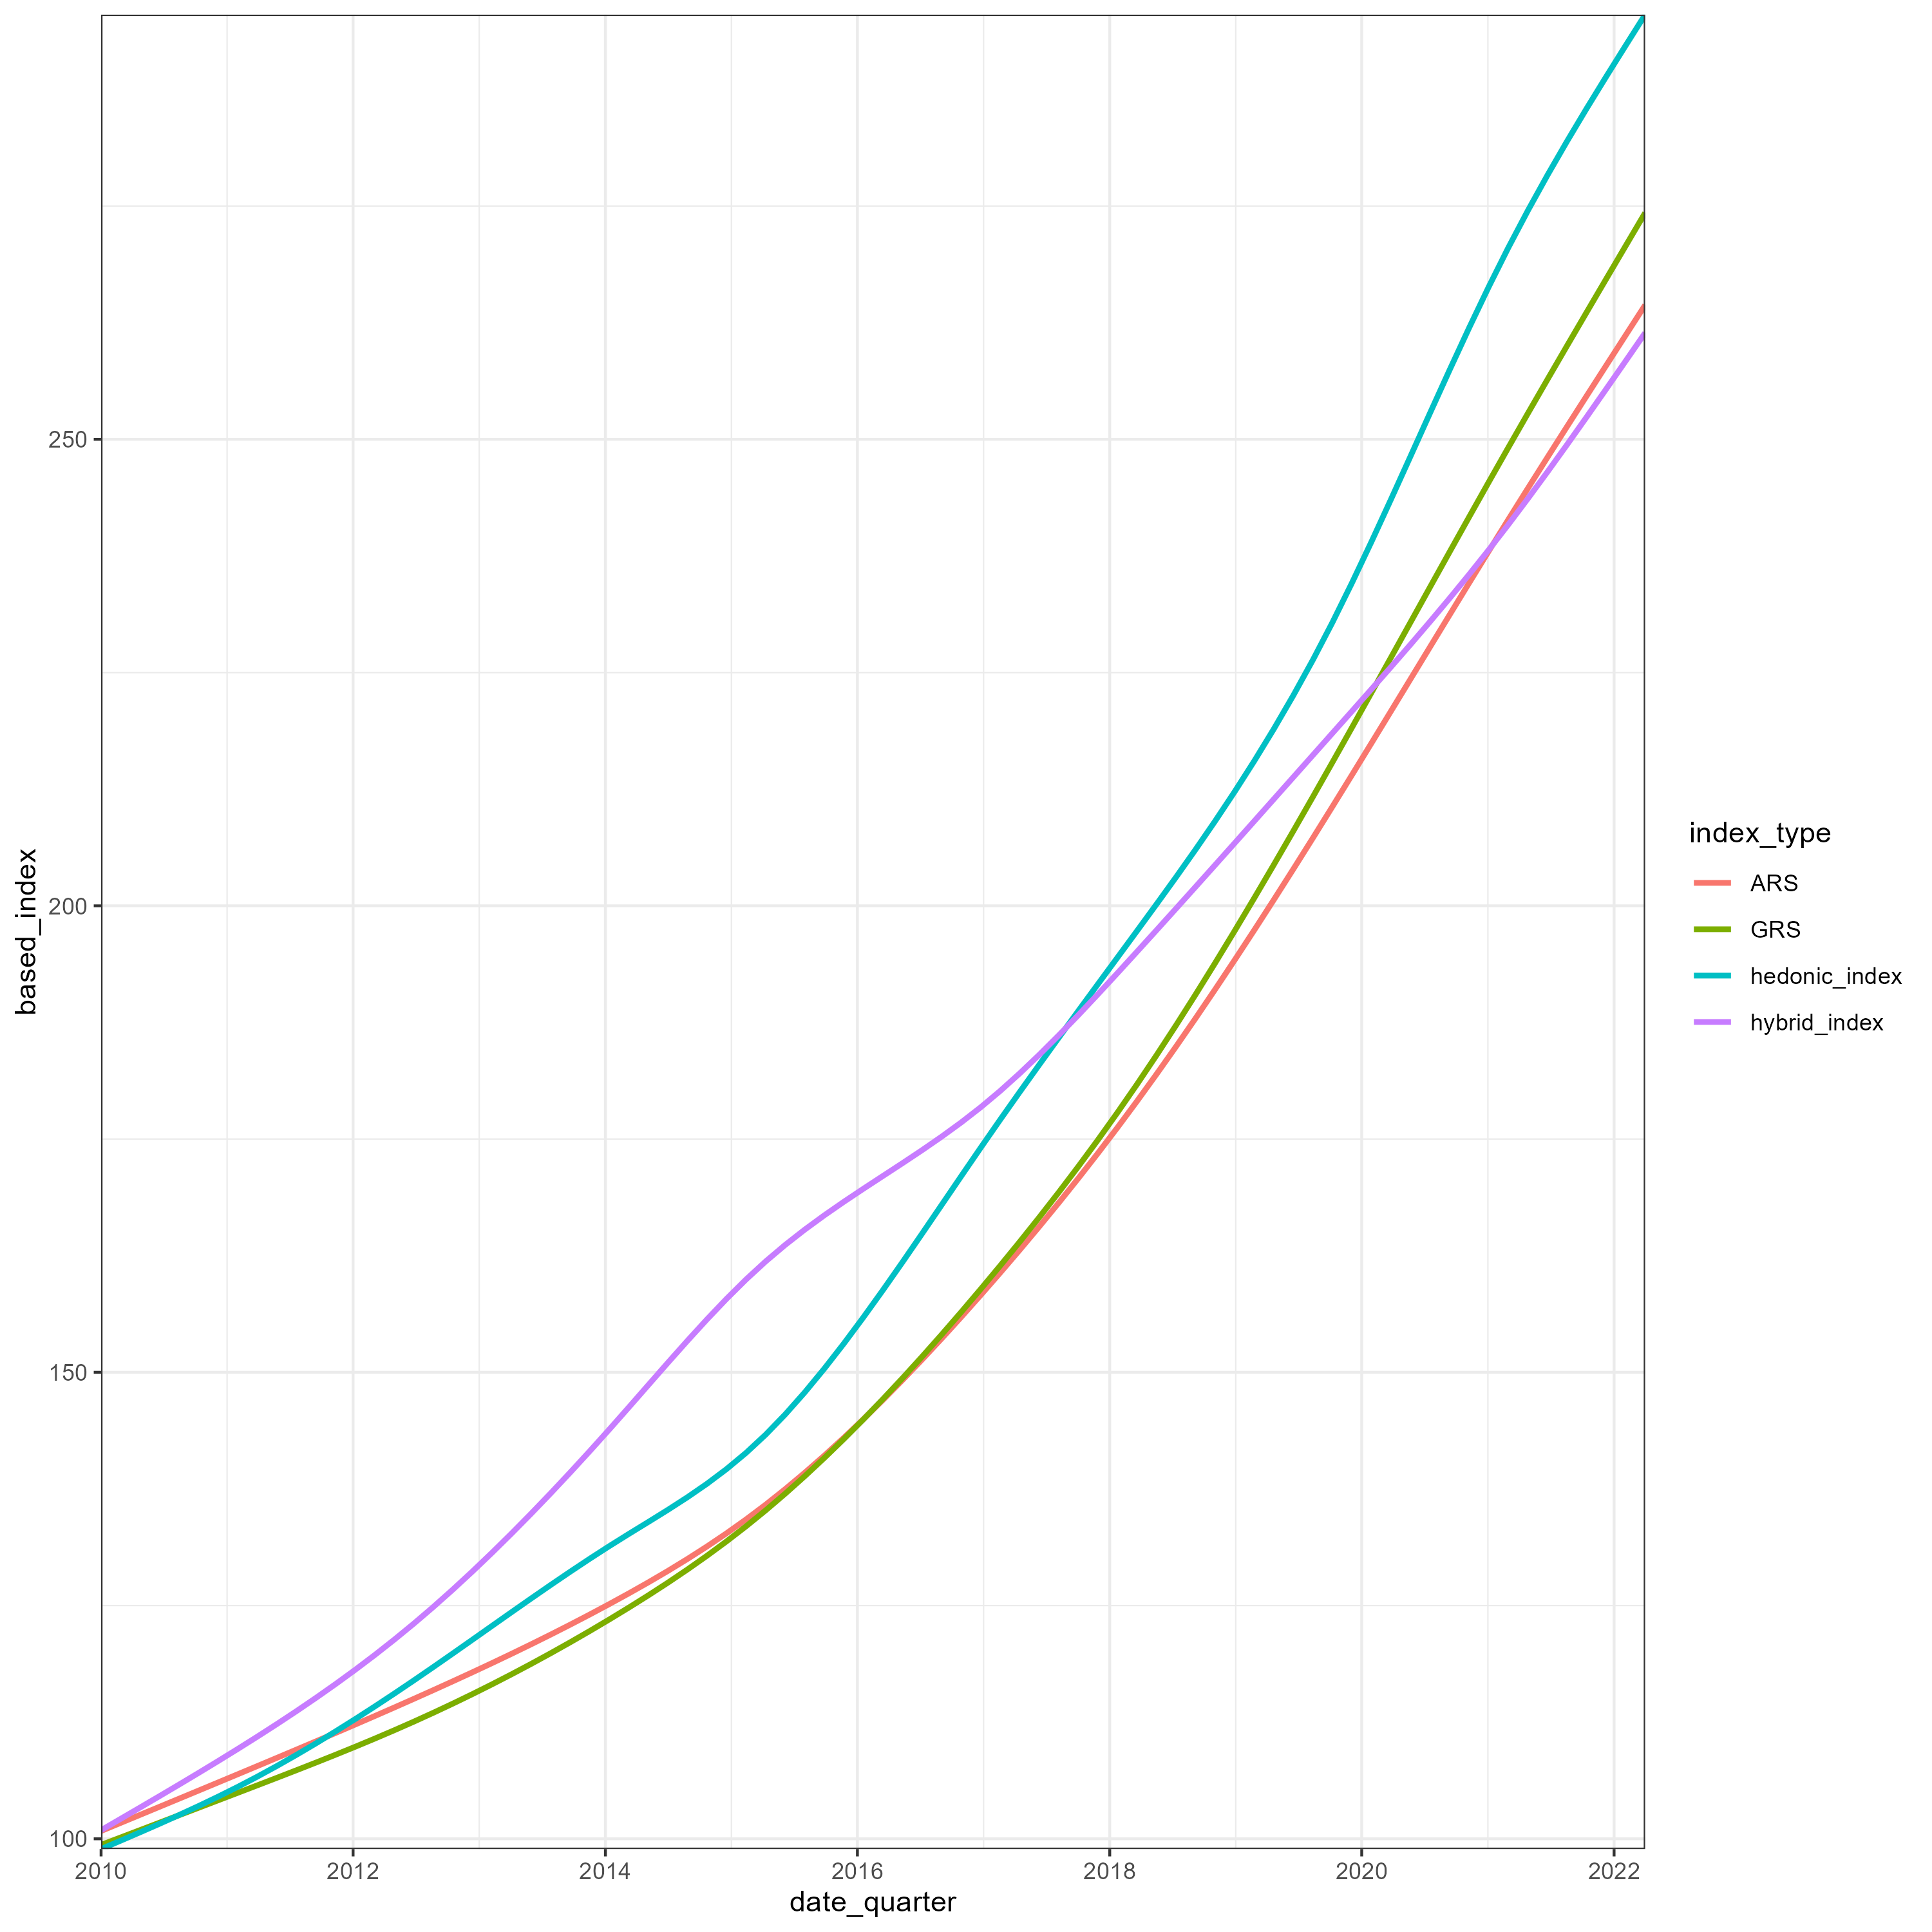 based_index
250
200
150
100
2010 2012 2014 2016 2018 2020 2022
date_quarter
index_type
ARS
GRS
hedonic_index
hybrid_index